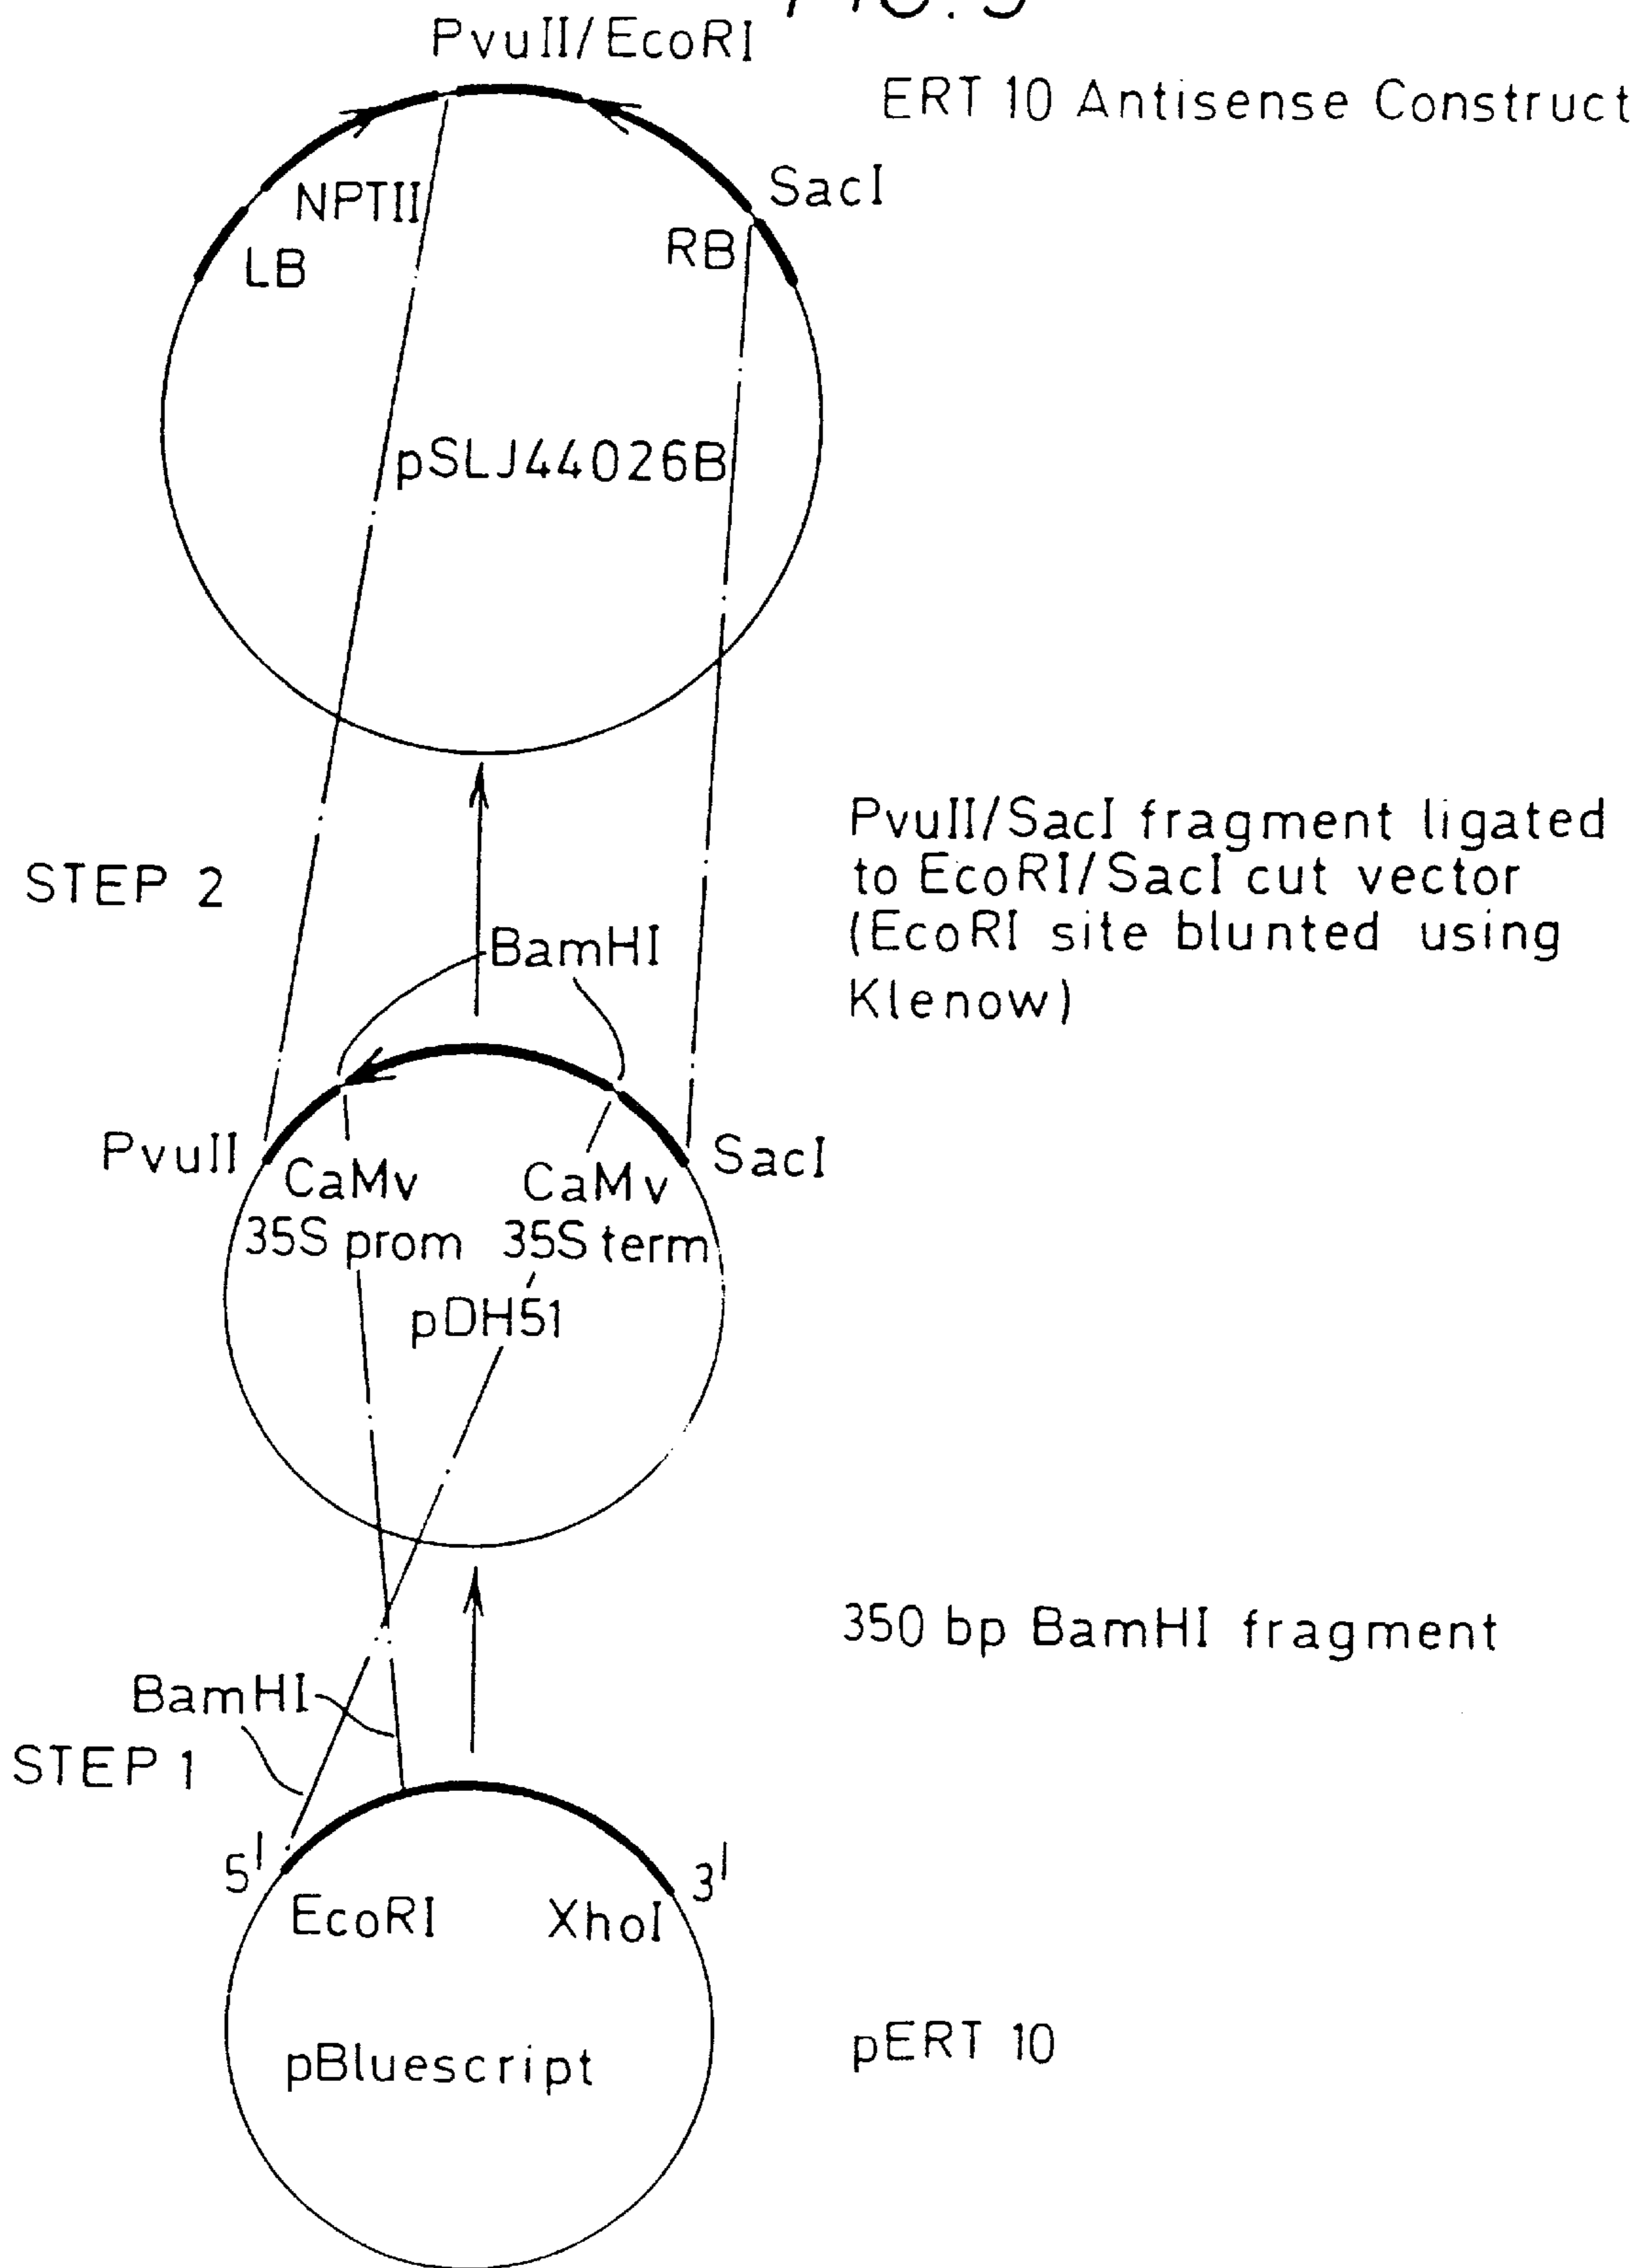 PvuII/EcoRI
ERT 10 Antisense Construct
SacI
NPTII
RB
LB
pSLJ44026B
PvuII/SacI fragment ligated
to EcoRI/SacI cut vector
(EcoRI site blunted using
Klenow)
STEP 2
BamHI
PvuII
SacI
CaMv
35S prom
CaMv
35S term
pDH51
350 bp BamHI fragment
BamHI
STEP 1
5'
3'
EcoRI
XhoI
pBluescript
pERT 10